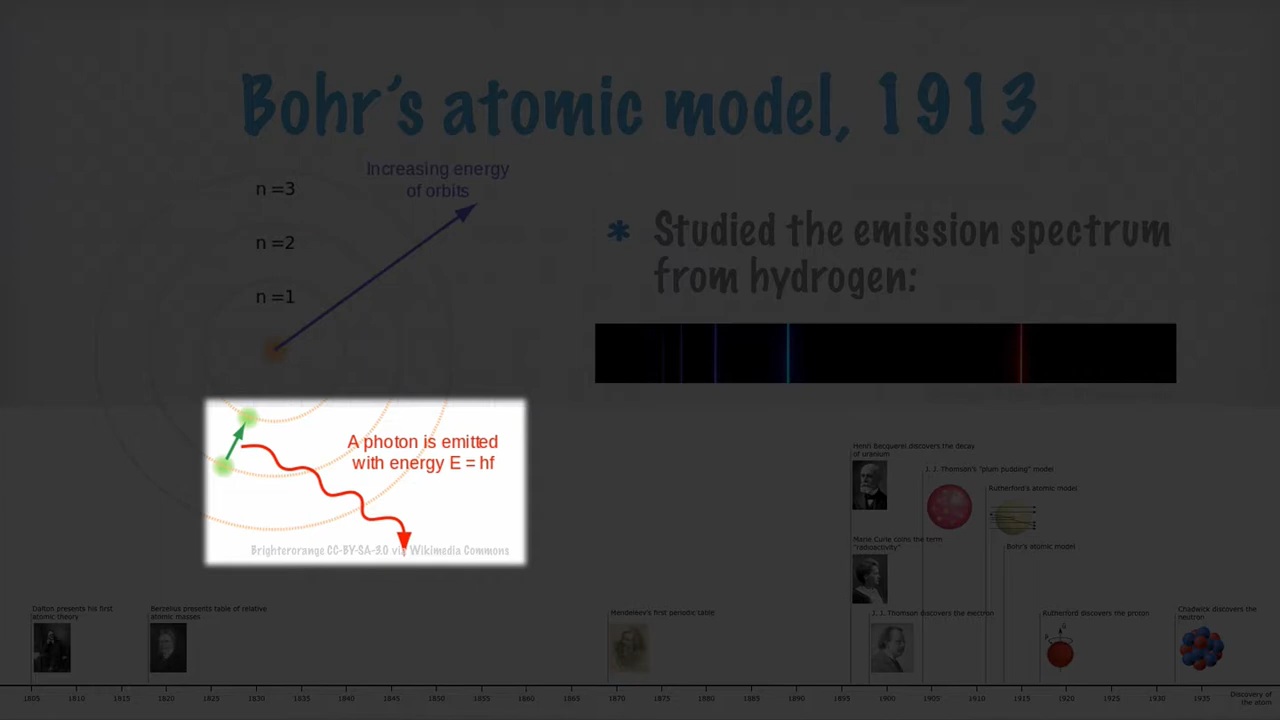 Bohr's atomic model, 1913
Increasing energy
of orbits
n =3
n =2
n =1
* Studied the emission spectrum
from hydrogen:
A photon is emitted
with energy E = hf
Brighterorange CC-BY-SA-3.0 via Wikimedia Commons
Henri Becquerel discovers the decay
of uranium
J. J. Thomson's "plum pudding" model
Rutherford's atomic model
Marie Curie coins the term
"radioactivity"
Bohr's atomic model
Dalton presents his first
atomic theory
Berzelius presents table of relative
atomic masses
Mendeleev's first periodic table
J. J. Thomson discovers the electron
Rutherford discovers the proton
Chadwick discovers the
neutron
1805 1810 1815 1820 1825 1830 1835 1840 1845 1850 1855 1860 1865 1870 1875 1880 1885 1890 1895 1900 1905 1910 1915 1920 1925 1930 1935
Discovery of
the atom